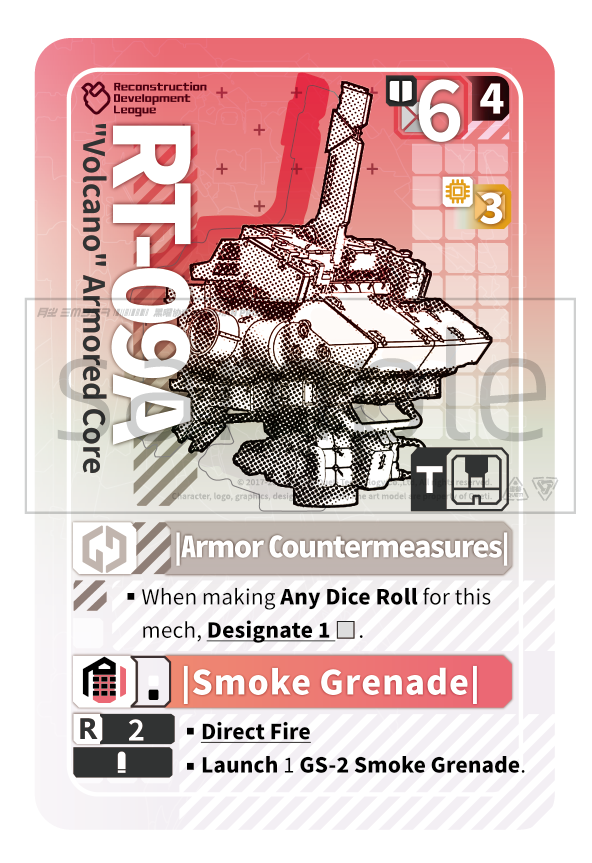 Reconstruction
Development
League
6
4
3
RT-09A
"Volcano" Armored Core
sample
T
|Armor Countermeasures|
▪ When making Any Dice Roll for this
mech, Designate 1 .
|Smoke Grenade|
R 2
▪ Direct Fire
▪ Launch 1 GS-2 Smoke Grenade.